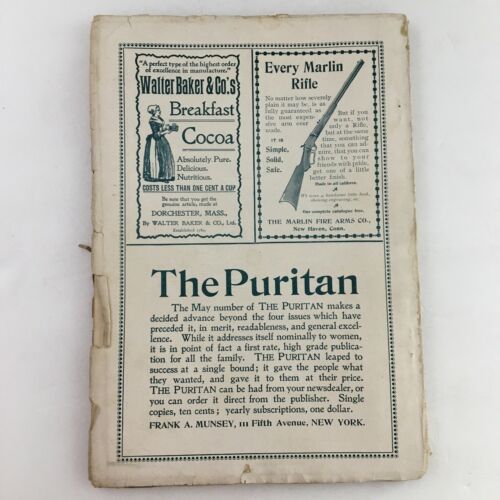 "A perfect type of the highest order
of excellence in manufacture."
Walter Baker & Co.'s
Breakfast
Cocoa
Absolutely Pure.
Delicious.
Nutritious.
COSTS LESS THAN ONE CENT A CUP
Be sure that you get the
genuine article, made at
DORCHESTER, MASS.,
By WALTER BAKER & CO., Ltd.
Established 1780.
Every Marlin
Rifle
No matter how severely
plain it may be, is as
fully guaranteed as
the most expen-
sive arm ever
made.
IT IS
Simple,
Solid,
Safe.
But if you
want, not
only a Rifle,
but at the
same time,
something that
you can ad-
mire, that you
can show to
your friends
with pride,
get one of a little
better finish.
Made in all calibres.
Our complete catalogue free.
THE MARLIN FIRE ARMS CO.,
New Haven, Conn.
The Puritan
The May number of THE PURITAN makes a
decided advance beyond the four issues which have
preceded it, in merit, readableness, and general excel-
lence. While it addresses itself nominally to women,
it is in point of fact a first rate, high grade publica-
tion for all the family. THE PURITAN leaped to
success at a single bound; it gave the people what
they wanted, and gave it to them at their price.
THE PURITAN can be had from your newsdealer, or
you can order it direct from the publisher. Single
copies, ten cents; yearly subscriptions, one dollar.
FRANK A. MUNSEY, 111 Fifth Avenue, NEW YORK.